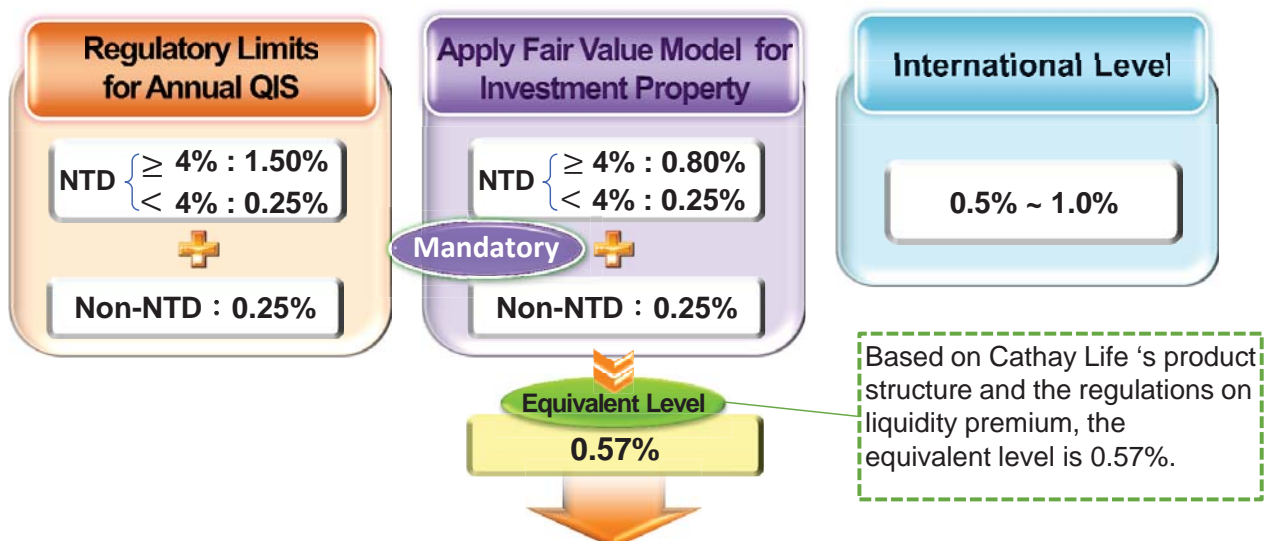 Regulatory Limits
for Annual QIS
NTD
≥ 4% : 1.50%
< 4% : 0.25%
Non-NTD：0.25%
Apply Fair Value Model for
Investment Property
NTD
≥ 4% : 0.80%
< 4% : 0.25%
Mandatory
Non-NTD：0.25%
Equivalent Level
0.57%
International Level
0.5% ~ 1.0%
Based on Cathay Life ‘s product
structure and the regulations on
liquidity premium, the
equivalent level is 0.57%.